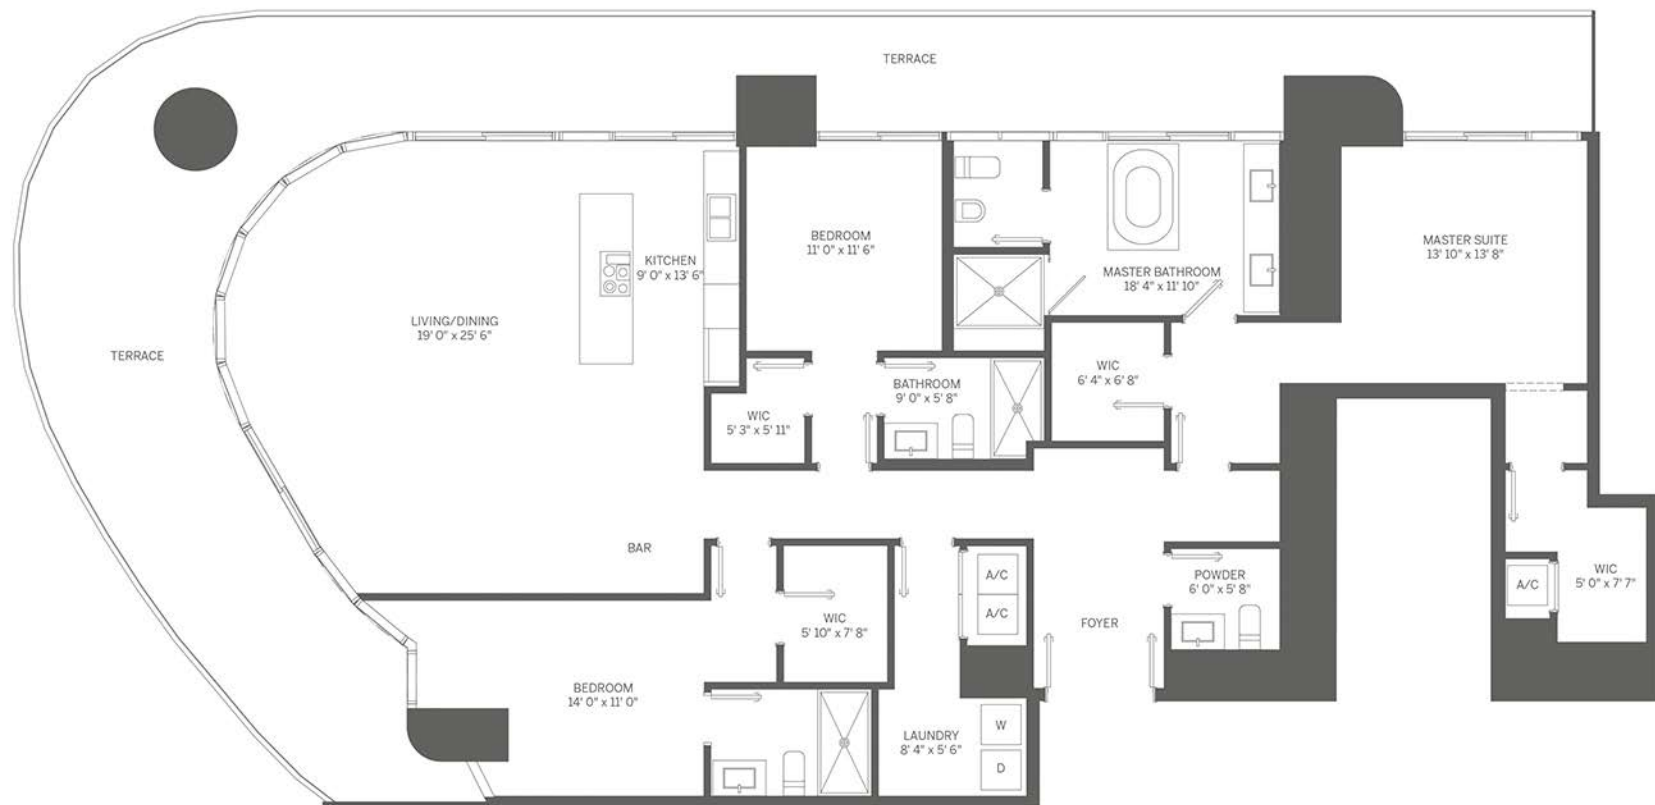 TERRACE
BEDROOM
11' 0" x 11' 6"
MASTER SUITE
13' 10" x 13' 8"
KITCHEN
9' 0" x 13' 6"
MASTER BATHROOM
18' 4" x 11' 10"
LIVING/DINING
19' 0" x 25' 6"
TERRACE
WIC
6' 4" x 6' 8"
BATHROOM
9' 0" x 5' 8"
WIC
5' 3" x 5' 11"
BAR
A/C
A/C
POWDER
6' 0" x 5' 8"
WIC
5' 0" x 7' 7"
A/C
WIC
5' 10" x 7' 8"
FOYER
BEDROOM
14' 0" x 11' 0"
LAUNDRY
8' 4" x 5' 6"
W
D